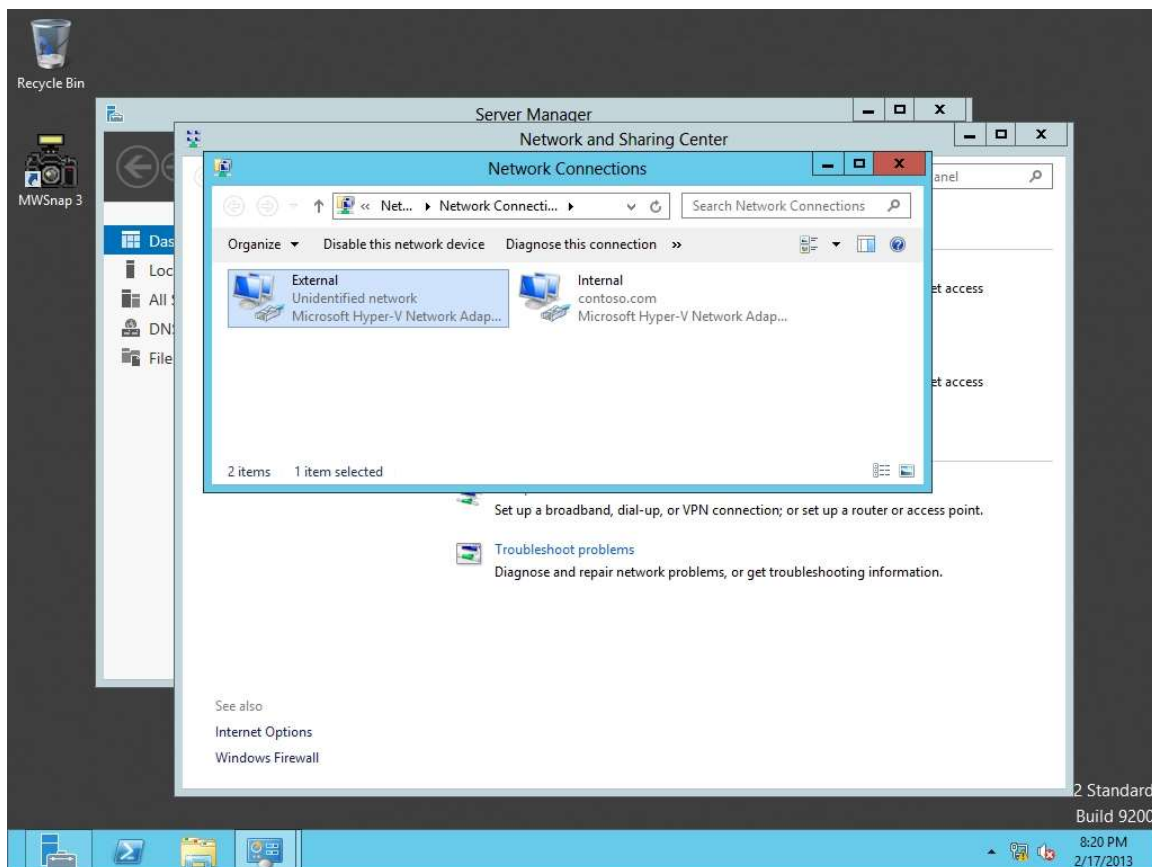 Recycle Bin
MWSnap 3
Server Manager
Network and Sharing Center
anel
Network Connections
Net...
Network Connecti...
Search Network Connections
Organize
Disable this network device
Diagnose this connection
»
Das
Loc
All
DN
File
External
Unidentified network
Microsoft Hyper-V Network Adap...
Internal
contoso.com
Microsoft Hyper-V Network Adap...
et access
et access
2 items
1 item selected
Set up a broadband, dial-up, or VPN connection; or set up a router or access point.
Troubleshoot problems
Diagnose and repair network problems, or get troubleshooting information.
See also
Internet Options
Windows Firewall
2 Standard
Build 9200
8:20 PM
2/17/2013